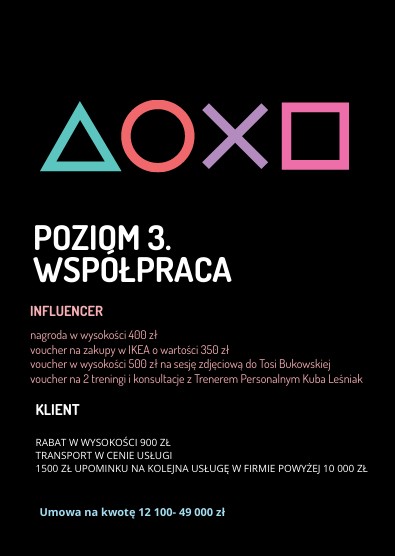 POZIOM 3.
WSPÓŁPRACA
INFLUENCER
nagroda w wysokości 400 zł
voucher na zakupy w IKEA o wartości 350 zł
voucher w wysokości 500 zł na sesję zdjęciową do Tosi Bukowskiej
voucher na 2 treningi i konsultacje z Trenerem Personalnym Kuba Leśniak
KLIENT
RABAT W WYSOKOŚCI 900 ZŁ
TRANSPORT W CENIE USŁUGI
1500 ZŁ UPOMINKU NA KOLEJNA USŁUGĘ W FIRMIE POWYŻEJ 10 000 ZŁ
Umowa na kwotę 12 100- 49 000 zł